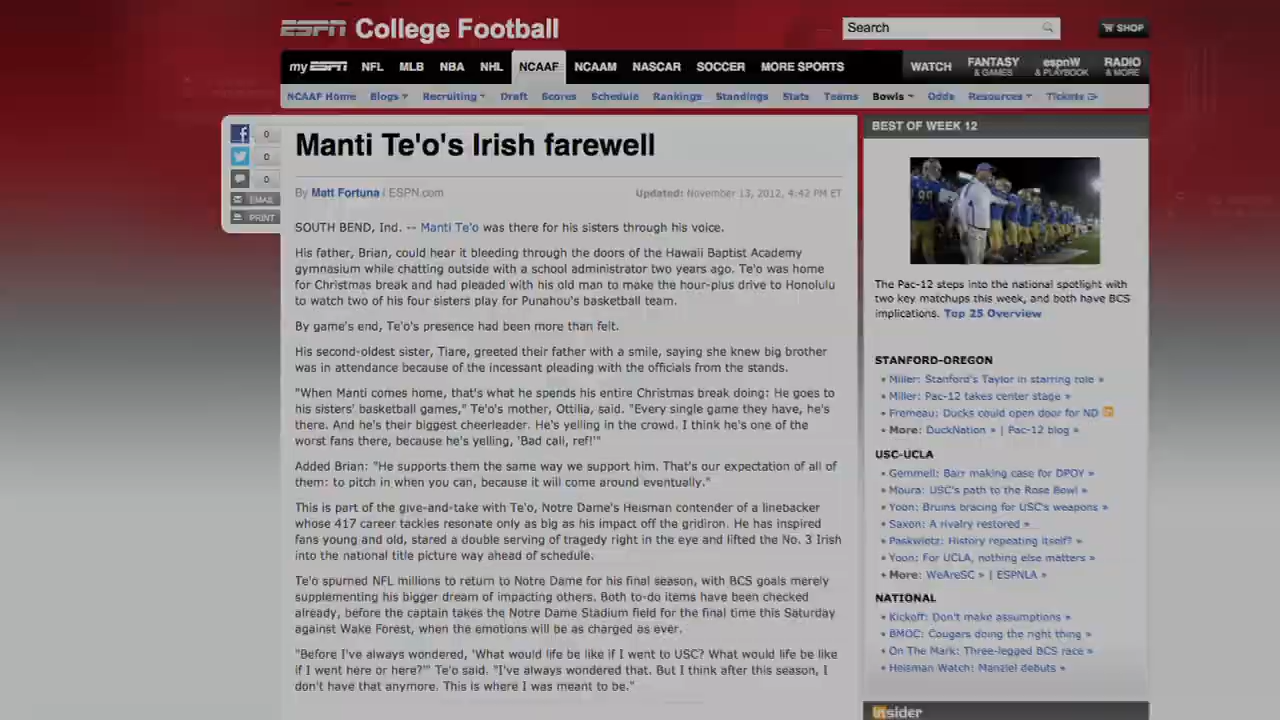 ESPN College Football
Search
SHOP
my ESPN NFL MLB NBA NHL NCAAF NCAAM NASCAR SOCCER MORE SPORTS WATCH FANTASY & GAMES espnW & PLAYBOOK RADIO & MORE
NCAAF Home Blogs Recruiting Draft Scores Schedule Rankings Standings Stats Teams Bowls Odds Resources Tickets
0
0
0
EMAIL
PRINT
Manti Te'o's Irish farewell
By Matt Fortuna | ESPN.com
Updated: November 13, 2012, 4:42 PM ET
SOUTH BEND, Ind. -- Manti Te'o was there for his sisters through his voice.
His father, Brian, could hear it bleeding through the doors of the Hawaii Baptist Academy
gymnasium while chatting outside with a school administrator two years ago. Te'o was home
for Christmas break and had pleaded with his old man to make the hour-plus drive to Honolulu
to watch two of his four sisters play for Punahou's basketball team.
By game's end, Te'o's presence had been more than felt.
His second-oldest sister, Tiare, greeted their father with a smile, saying she knew big brother
was in attendance because of the incessant pleading with the officials from the stands.
"When Manti comes home, that's what he spends his entire Christmas break doing: He goes to
his sisters' basketball games," Te'o's mother, Ottilia, said. "Every single game they have, he's
there. And he's their biggest cheerleader. He's yelling in the crowd. I think he's one of the
worst fans there, because he's yelling, 'Bad call, ref!'"
Added Brian: "He supports them the same way we support him. That's our expectation of all of
them: to pitch in when you can, because it will come around eventually."
This is part of the give-and-take with Te'o, Notre Dame's Heisman contender of a linebacker
whose 417 career tackles resonate only as big as his impact off the gridiron. He has inspired
fans young and old, stared a double serving of tragedy right in the eye and lifted the No. 3 Irish
into the national title picture way ahead of schedule.
Te'o spurned NFL millions to return to Notre Dame for his final season, with BCS goals merely
supplementing his bigger dream of impacting others. Both to-do items have been checked
already, before the captain takes the Notre Dame Stadium field for the final time this Saturday
against Wake Forest, when the emotions will be as charged as ever.
"Before I've always wondered, 'What would life be like if I went to USC? What would life be like
if I went here or here?'" Te'o said. "I've always wondered that. But I think after this season, I
don't have that anymore. This is where I was meant to be."
BEST OF WEEK 12
The Pac-12 steps into the national spotlight with
two key matchups this week, and both have BCS
implications. Top 25 Overview
STANFORD-OREGON
• Miller: Stanford's Taylor in starring role »
• Miller: Pac-12 takes center stage »
• Fremeau: Ducks could open door for ND
• More: DuckNation » | Pac-12 blog »
USC-UCLA
• Gemmell: Barr making case for DPOY »
• Moura: USC's path to the Rose Bowl »
• Yoon: Bruins bracing for USC's weapons »
• Saxon: A rivalry restored »
• Paskwietz: History repeating itself? »
• Yoon: For UCLA, nothing else matters »
• More: WeAreSC » | ESPNLA »
NATIONAL
• Kickoff: Don't make assumptions »
• BMOC: Cougars doing the right thing »
• On The Mark: Three-legged BCS race »
• Heisman Watch: Manziel debuts »
insider